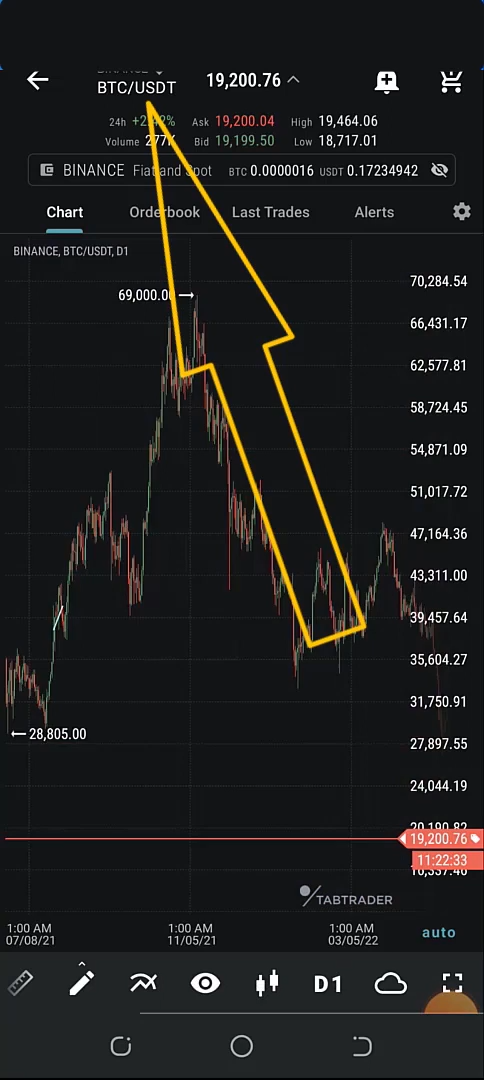 BTC/USDT
19,200.76
24h Ask 19,200.04 High 19,464.06
Volume 277K Bid 19,199.50 Low 18,717.01
BINANCE Fiat and Spot BTC 0.0000016 USDT 0.17234942
Chart Orderbook Last Trades Alerts
BINANCE, BTC/USDT, D1
70,284.54
69,000.00
66,431.17
62,577.81
58,724.45
54,871.09
51,017.72
47,164.36
43,311.00
39,457.64
35,604.27
31,750.91
28,805.00
27,897.55
24,044.19
19,200.76
11:22:33
TABTRADER
1:00 AM 1:00 AM 1:00 AM
07/08/21 11/05/21 03/05/22
auto
D1